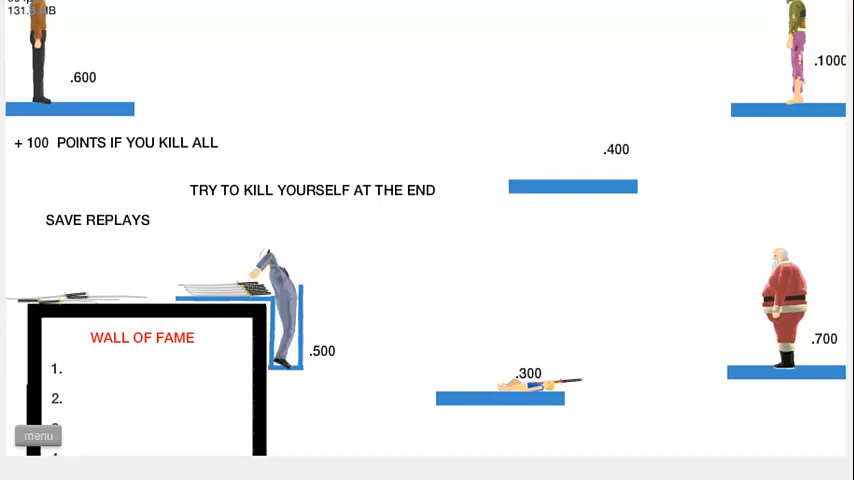 .600
.1000
+ 100 POINTS IF YOU KILL ALL
.400
TRY TO KILL YOURSELF AT THE END
SAVE REPLAYS
WALL OF FAME
.500
.700
1.
.300
2.
menu